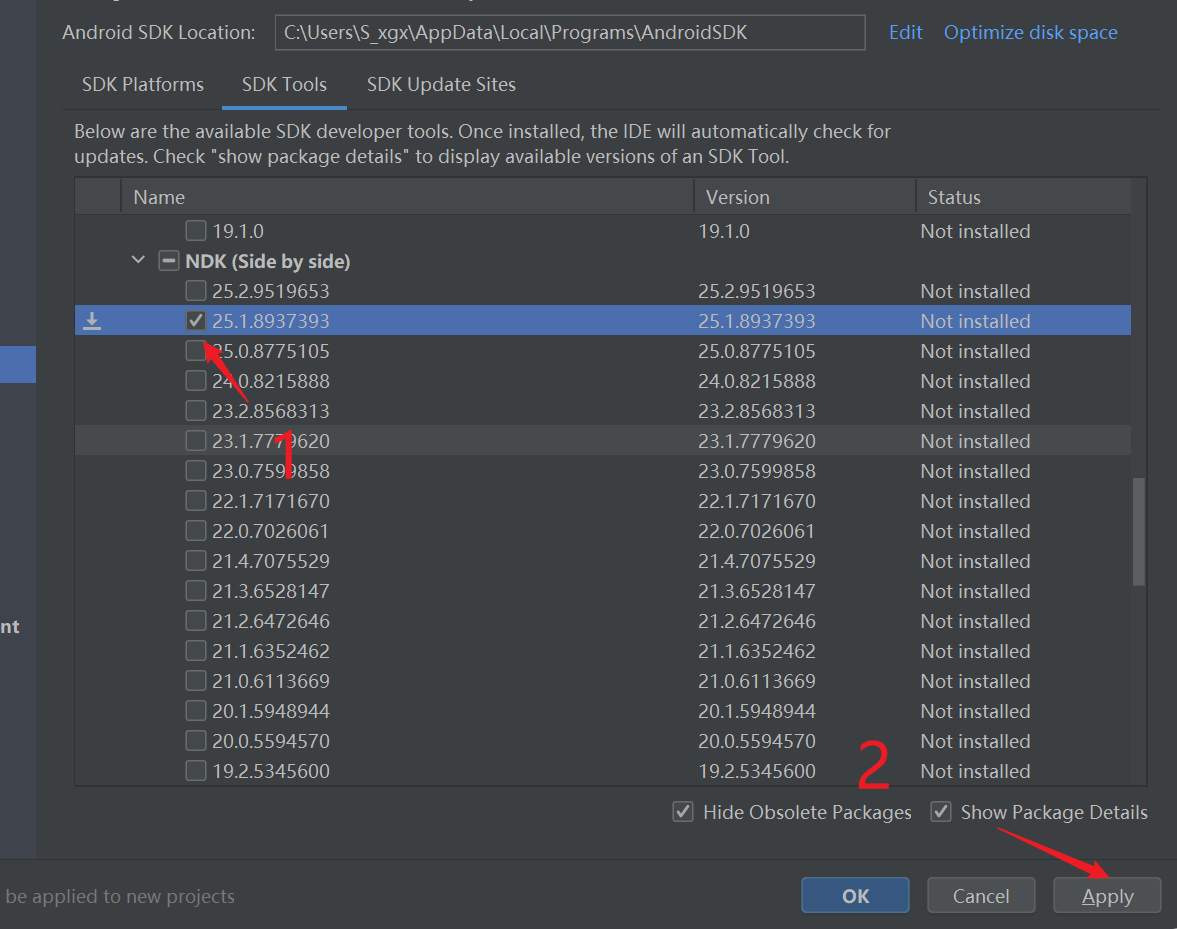 Android SDK Location: C:\Users\S_xgx\AppData\Local\Programs\AndroidSDK Edit Optimize disk space
SDK Platforms SDK Tools SDK Update Sites
Below are the available SDK developer tools. Once installed, the IDE will automatically check for
updates. Check "show package details" to display available versions of an SDK Tool.
Name Version Status
19.1.0 19.1.0 Not installed
NDK (Side by side)
25.2.9519653 25.2.9519653 Not installed
25.1.8937393 25.1.8937393 Not installed
25.0.8775105 25.0.8775105 Not installed
24.0.8215888 24.0.8215888 Not installed
23.2.8568313 23.2.8568313 Not installed
1
23.1.7779620 23.1.7779620 Not installed
23.0.7599858 23.0.7599858 Not installed
22.1.7171670 22.1.7171670 Not installed
22.0.7026061 22.0.7026061 Not installed
21.4.7075529 21.4.7075529 Not installed
21.3.6528147 21.3.6528147 Not installed
21.2.6472646 21.2.6472646 Not installed
nt
21.1.6352462 21.1.6352462 Not installed
21.0.6113669 21.0.6113669 Not installed
20.1.5948944 20.1.5948944 Not installed
20.0.5594570 20.0.5594570 Not installed
19.2.5345600 19.2.5345600 Not installed
2
Hide Obsolete Packages Show Package Details
be applied to new projects OK Cancel Apply